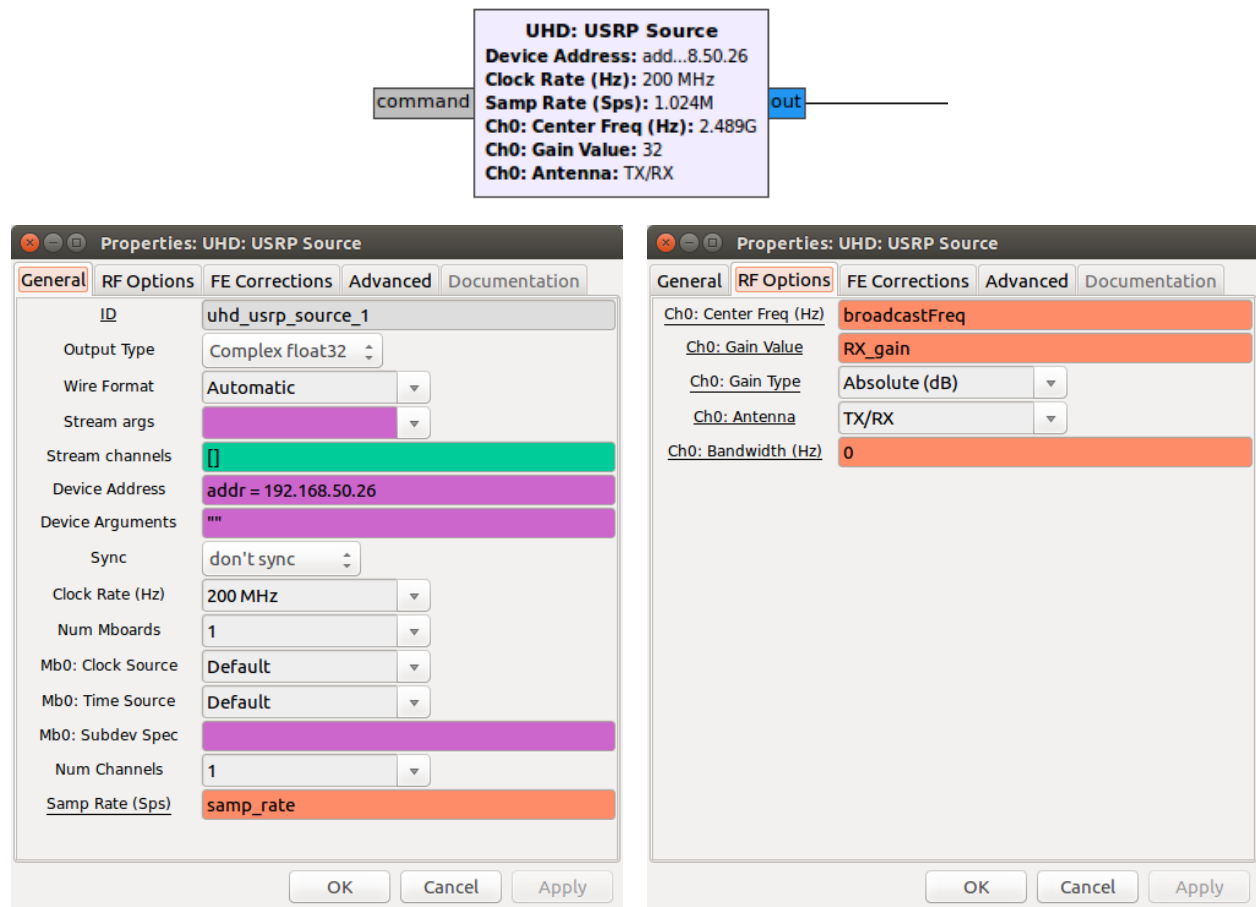 UHD: USRP Source
Device Address: add...8.50.26
Clock Rate (Hz): 200 MHz
command
Samp Rate (Sps): 1.024M
out
Ch0: Center Freq (Hz): 2.489G
Ch0: Gain Value: 32
Ch0: Antenna: TX/RX
Properties: UHD: USRP Source
General RF Options FE Corrections Advanced Documentation
ID uhd_usrp_source_1
Output Type Complex float32
Wire Format Automatic
Stream args
Stream channels []
Device Address addr = 192.168.50.26
Device Arguments ""
Sync don't sync
Clock Rate (Hz) 200 MHz
Num Mboards 1
Mb0: Clock Source Default
Mb0: Time Source Default
Mb0: Subdev Spec
Num Channels 1
Samp Rate (Sps) samp_rate
OK Cancel Apply
Properties: UHD: USRP Source
General RF Options FE Corrections Advanced Documentation
Ch0: Center Freq (Hz) broadcastFreq
Ch0: Gain Value RX_gain
Ch0: Gain Type Absolute (dB)
Ch0: Antenna TX/RX
Ch0: Bandwidth (Hz) 0
OK Cancel Apply